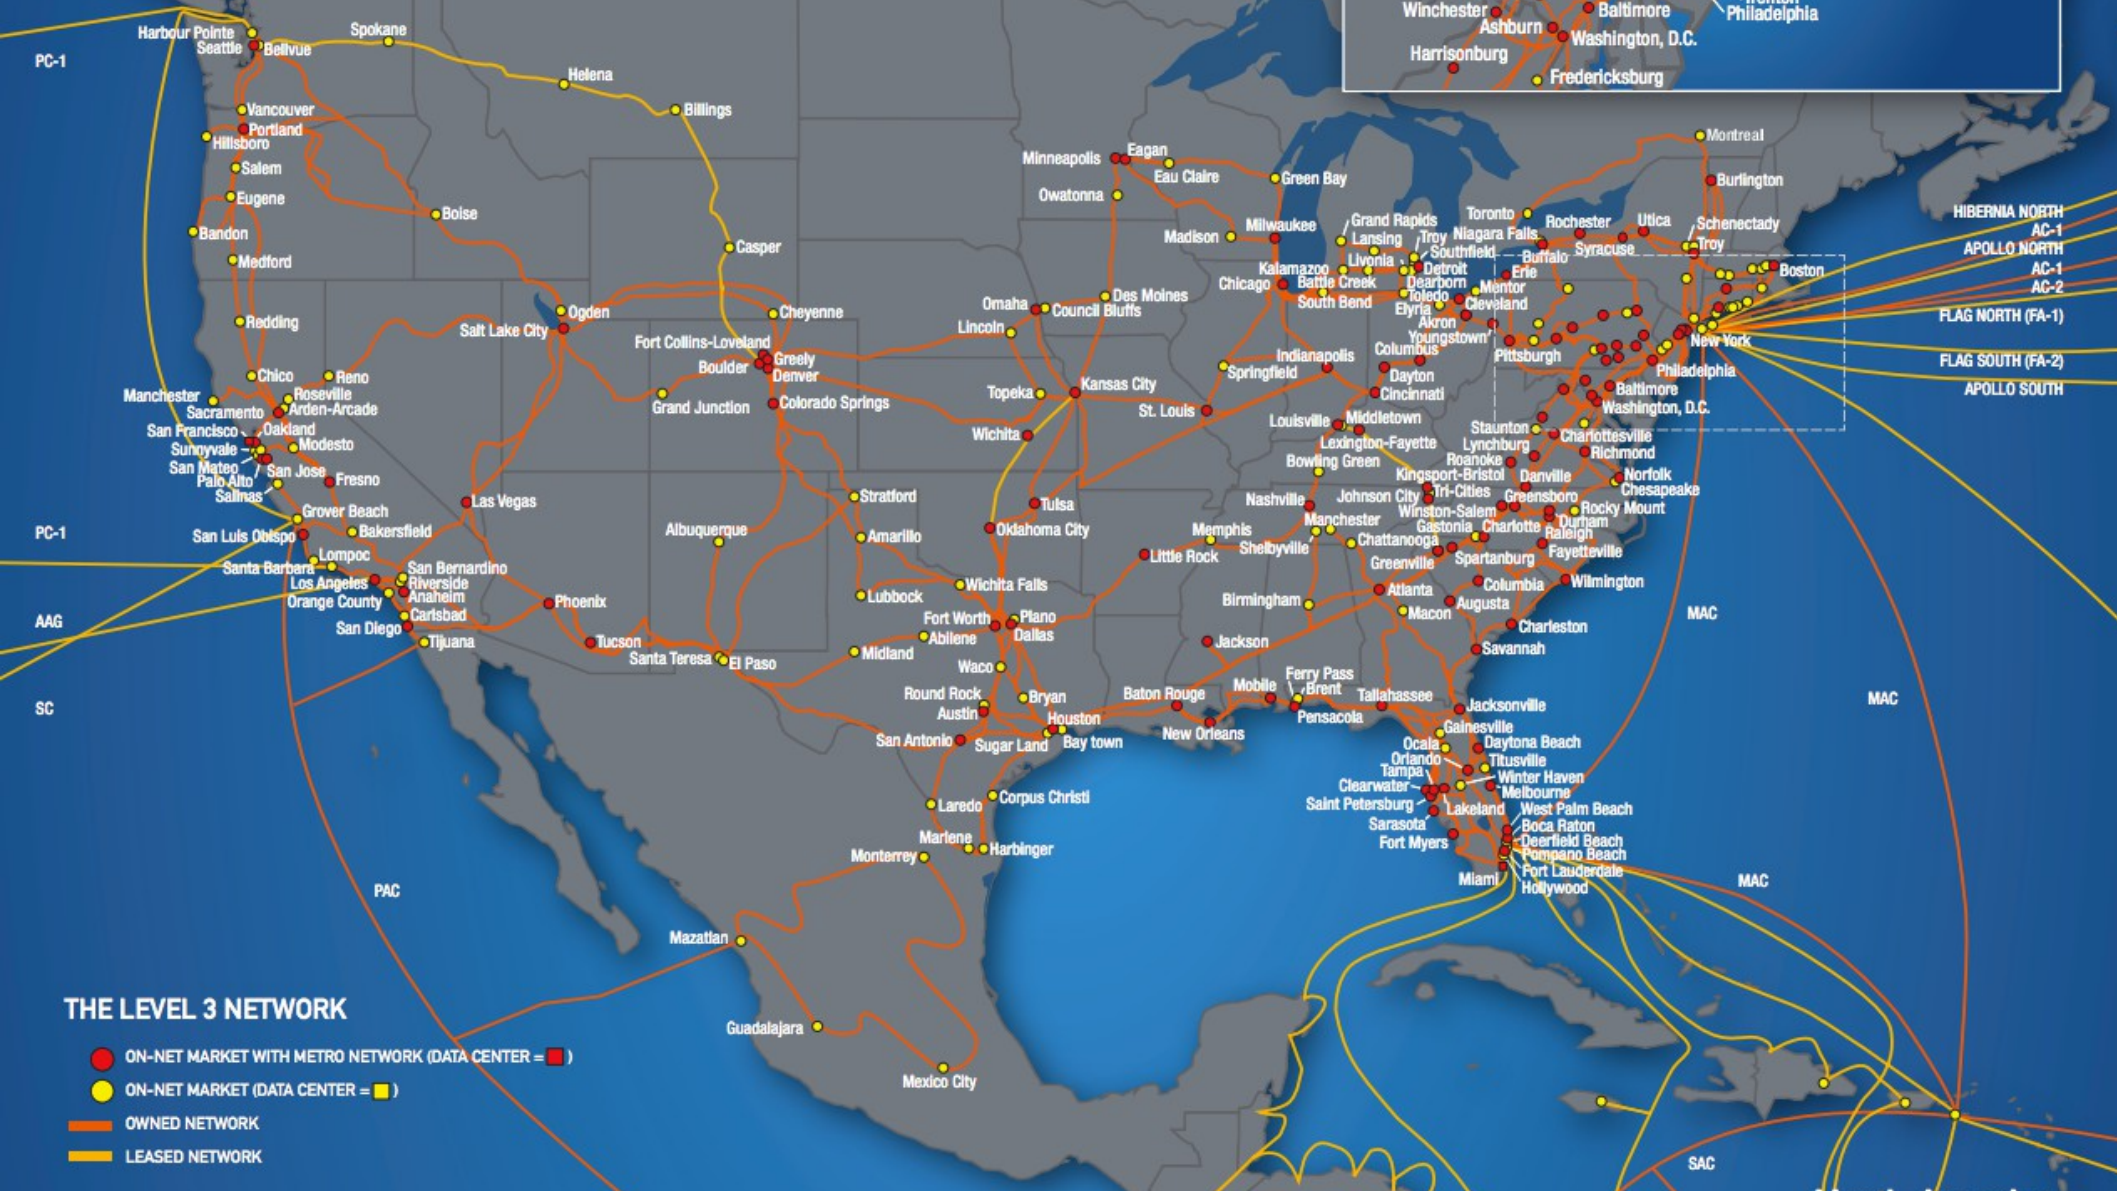 Winchester
Ashburn
Harrisonburg
Baltimore
Washington, D.C.
Fredericksburg
Philadelphia
Harbour Pointe
Seattle
Bellvue
Spokane
Helena
Billings
PC-1
Vancouver
Portland
Hillsboro
Salem
Eugene
Bandon
Medford
Boise
Casper
Redding
Ogden
Salt Lake City
Cheyenne
Fort Collins-Loveland
Boulder
Greely
Denver
Colorado Springs
Grand Junction
Chico
Reno
Manchester
Roseville
Sacramento
Arden-Arcade
San Francisco
Oakland
Sunnyvale
Modesto
San Mateo
San Jose
Palo Alto
Salinas
Fresno
Grover Beach
Las Vegas
Bakersfield
San Luis Obispo
PC-1
Lompoc
Santa Barbara
San Bernardino
Los Angeles
Riverside
Orange County
Anaheim
Carlsbad
San Diego
Tijuana
AAG
SC
PAC
Phoenix
Tucson
Santa Teresa
El Paso
Albuquerque
Stratford
Amarillo
Lubbock
Wichita Falls
Fort Worth
Plano
Dallas
Abilene
Midland
Waco
Round Rock
Austin
Bryan
Houston
San Antonio
Sugar Land
Bay town
Laredo
Corpus Christi
Marlene
Harbinger
Monterrey
Mazatlan
Guadalajara
Mexico City
Minneapolis
Eagan
Eau Claire
Owatonna
Green Bay
Madison
Milwaukee
Chicago
Omaha
Council Bluffs
Des Moines
Lincoln
Topeka
Kansas City
Wichita
St. Louis
Springfield
Indianapolis
Tulsa
Oklahoma City
Little Rock
Memphis
Grand Rapids
Lansing
Troy
Southfield
Livonia
Kalamazoo
Detroit
Battle Creek
Dearborn
South Bend
Toledo
Elyria
Mentor
Cleveland
Akron
Youngstown
Columbus
Dayton
Cincinnati
Pittsburgh
Erie
Toronto
Niagara Falls
Buffalo
Rochester
Syracuse
Utica
Schenectady
Troy
Montreal
Burlington
Boston
New York
Philadelphia
Baltimore
Washington, D.C.
HIBERNIA NORTH
AC-1
APOLLO NORTH
AC-1
AC-2
FLAG NORTH (FA-1)
FLAG SOUTH (FA-2)
APOLLO SOUTH
Louisville
Middletown
Lexington-Fayette
Bowling Green
Nashville
Staunton
Charlottesville
Lynchburg
Richmond
Roanoke
Kingsport-Bristol
Danville
Norfolk
Chesapeake
Johnson City
Tri-Cities
Greensboro
Winston-Salem
Rocky Mount
Durham
Gastonia
Charlotte
Raleigh
Manchester
Shelbyville
Chattanooga
Fayetteville
Greenville
Spartanburg
Columbia
Wilmington
Birmingham
Atlanta
Macon
Augusta
Charleston
Savannah
Jackson
Baton Rouge
New Orleans
Mobile
Ferry Pass
Brent
Pensacola
Tallahassee
Jacksonville
Gainesville
Ocala
Daytona Beach
Orlando
Titusville
Tampa
Winter Haven
Clearwater
Melbourne
Saint Petersburg
Lakeland
Sarasota
Fort Myers
West Palm Beach
Boca Raton
Deerfield Beach
Pompano Beach
Fort Lauderdale
Hollywood
Miami
MAC
MAC
MAC
SAC
THE LEVEL 3 NETWORK
ON-NET MARKET WITH METRO NETWORK (DATA CENTER = )
ON-NET MARKET (DATA CENTER = )
OWNED NETWORK
LEASED NETWORK